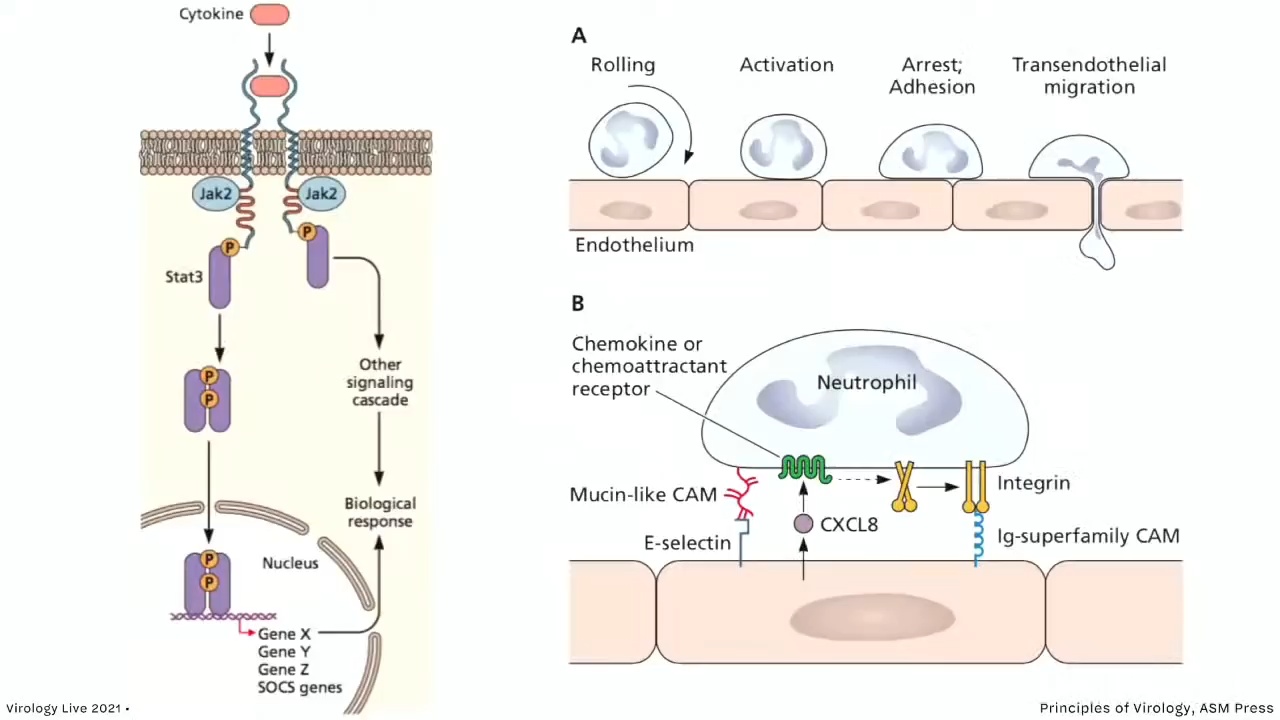 Cytokine
Jak2
Jak2
P
P
Stat3
P
P
Other
signaling
cascade
Biological
response
Nucleus
P
P
Gene X
Gene Y
Gene Z
SOCS genes
A
Rolling
Activation
Arrest;
Adhesion
Transendothelial
migration
Endothelium
B
Chemokine or
chemoattractant
receptor
Neutrophil
Mucin-like CAM
Integrin
CXCL8
E-selectin
Ig-superfamily CAM
Virology Live 2021 •
Principles of Virology, ASM Press